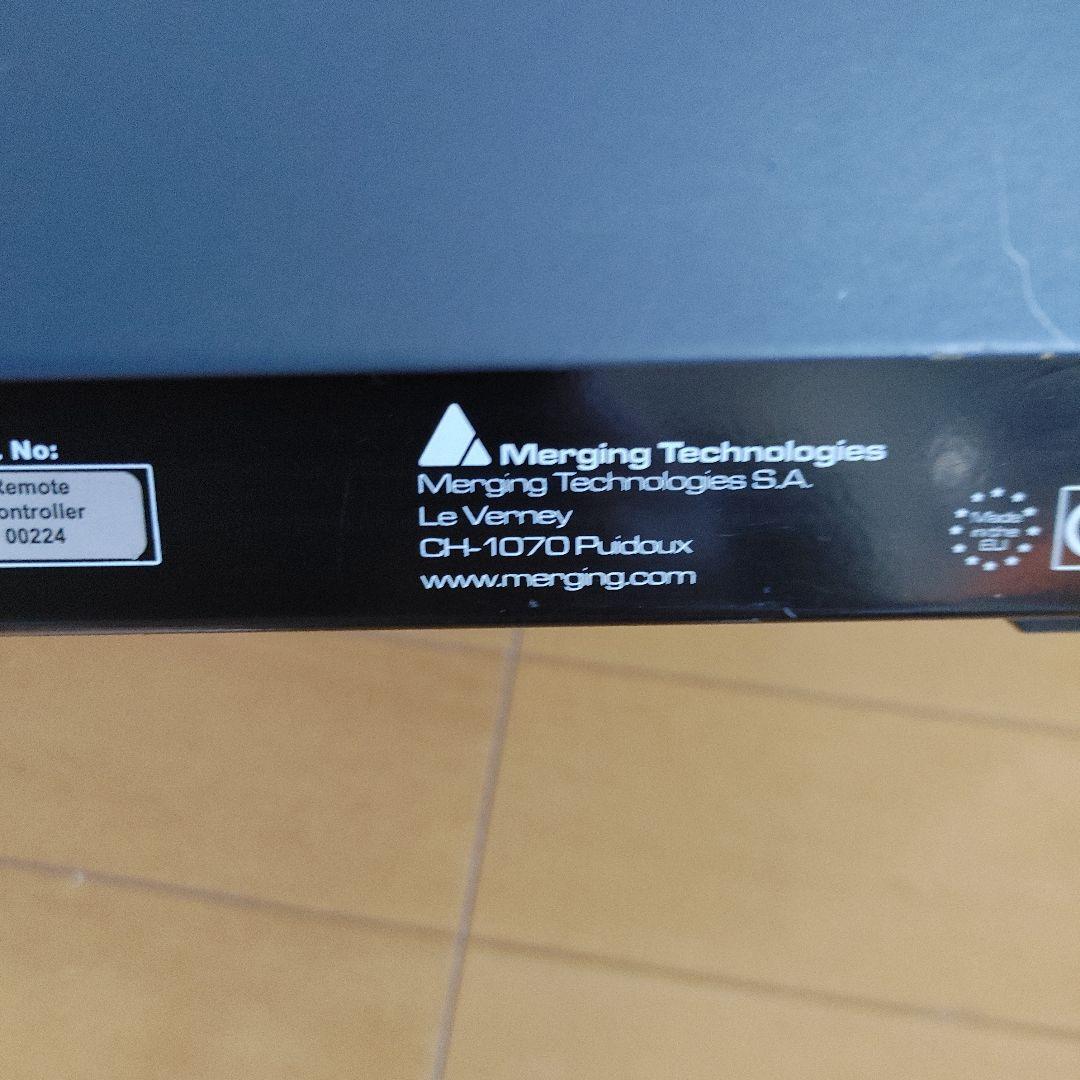 . No:
Remote
ontroller
00224
Merging Technologies
Merging Technologies S.A.
Le Verney
CH-1070 Puidoux
www.merging.com
Made
in the
EU